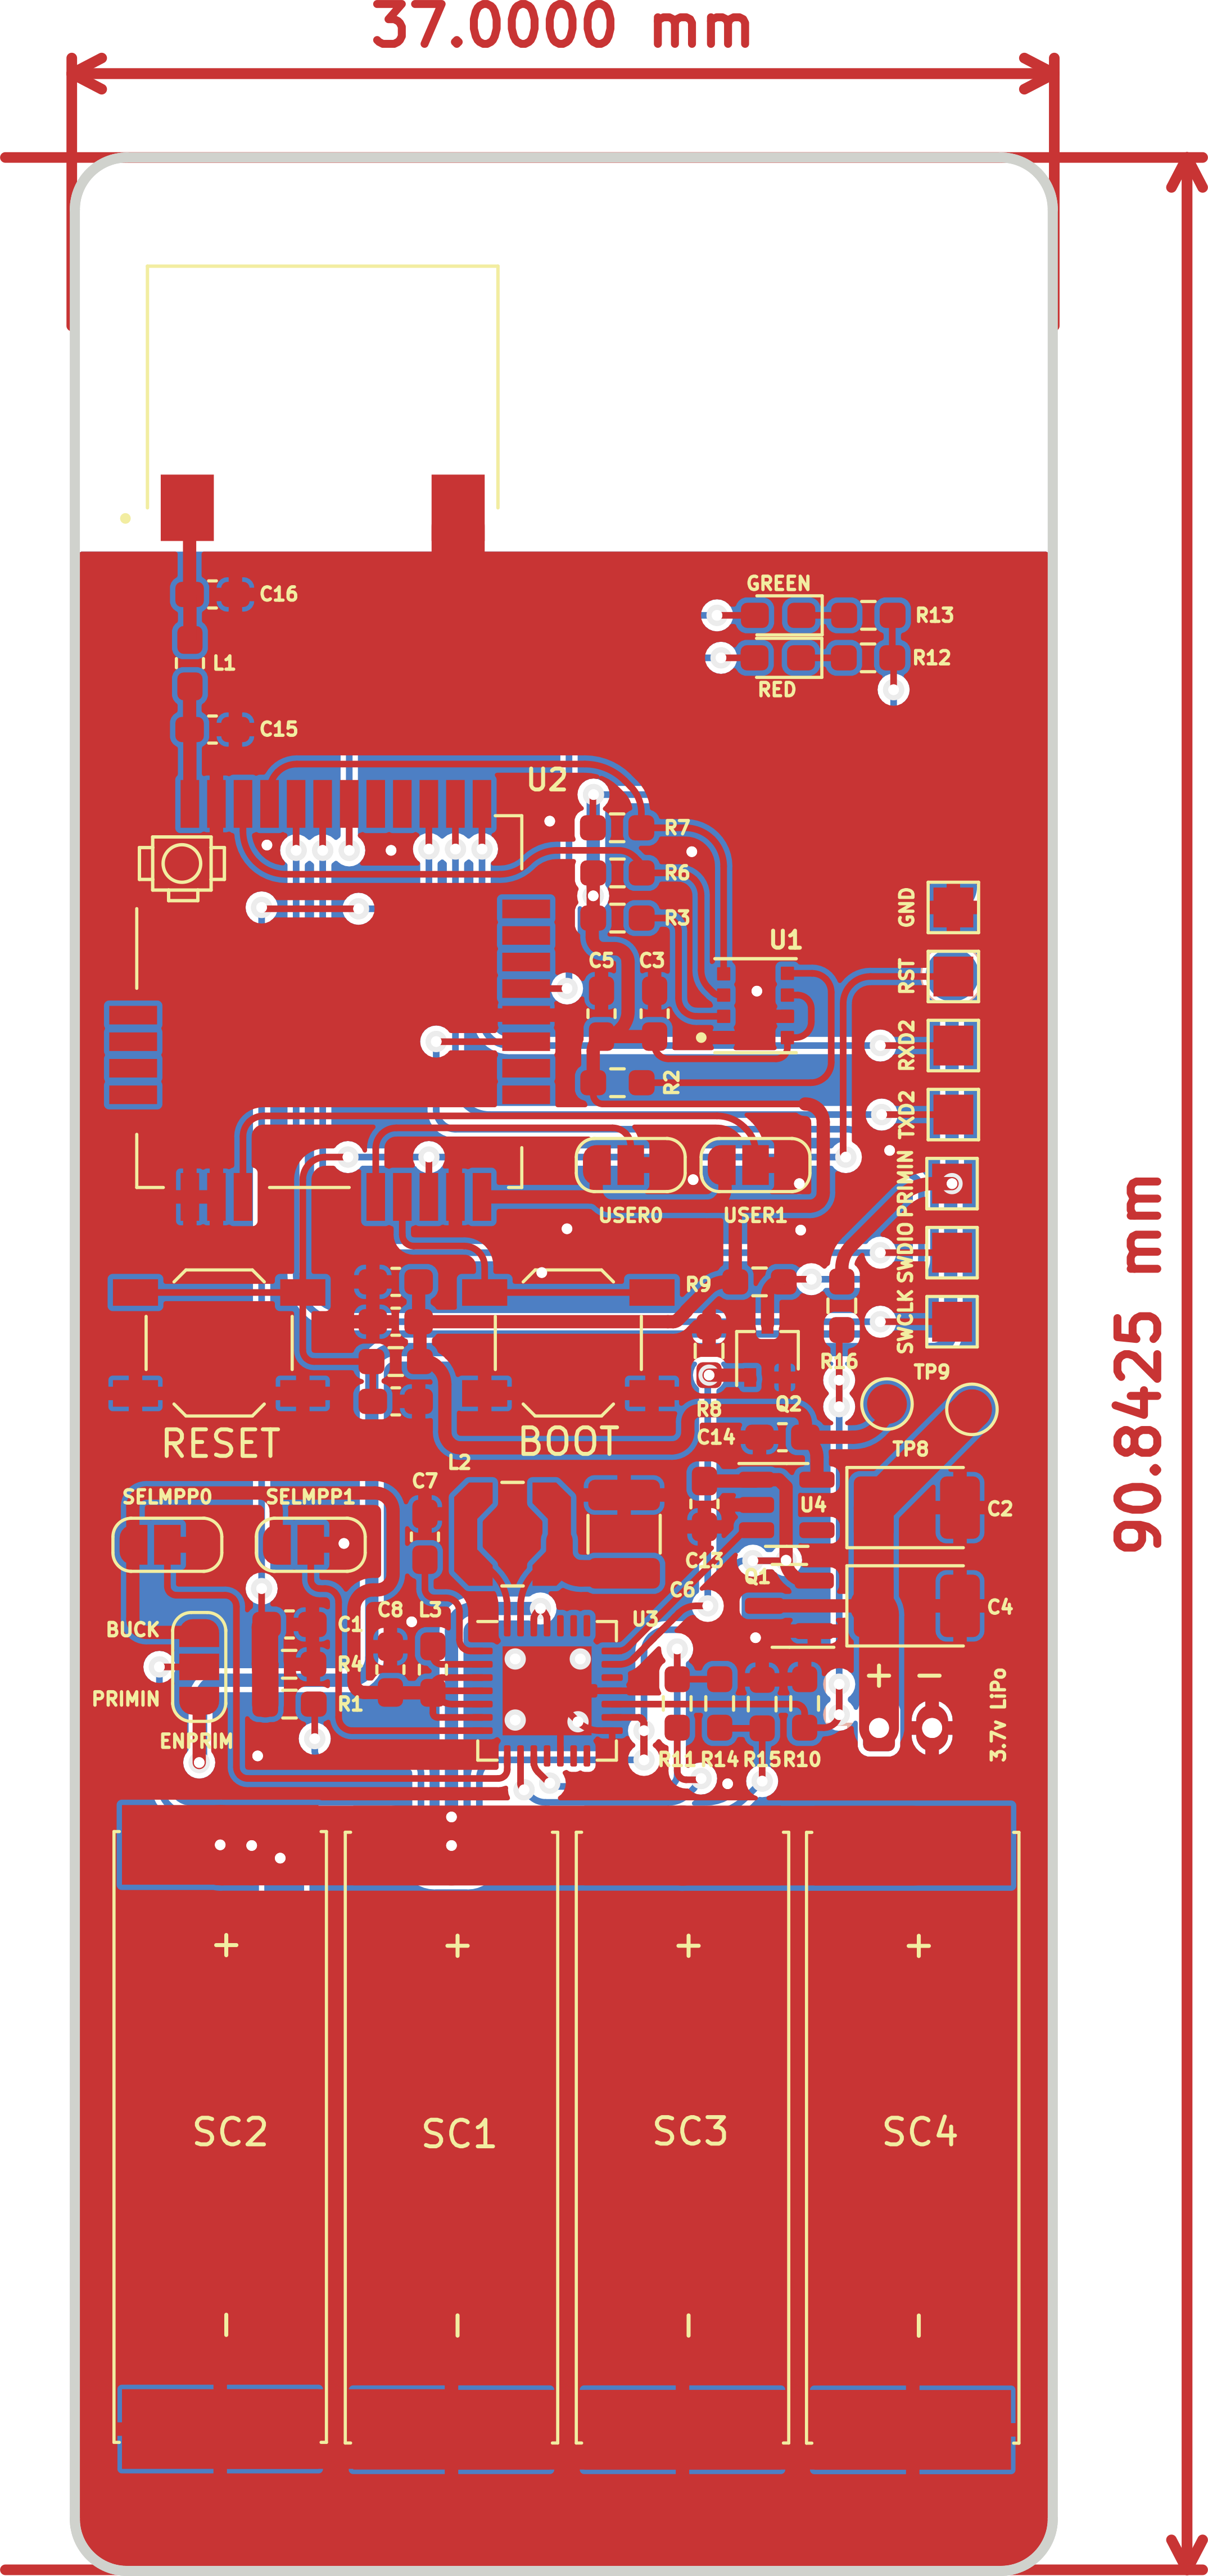 37.0000 mm
90.8425 mm
GREEN
C16
R13
L1
R12
RED
C15
U2
R7
R6
GND
R3
U1
C5 C3
RST
RXD2
R2
TXD2
PRIMIN
USER0 USER1
SWDIO
R9
SWCLK
R16
TP9
R8 Q2
C14
RESET BOOT
TP8
L2
C7
SELMPP0 SELMPP1
U4 C2
C13
Q1
C6
C8 L3
C4
BUCK
C1
U3
R4
+ −
PRIMIN
R1
3.7v LiPo
ENPRIM
R11 R14 R15 R10
+ + + +
SC2 SC1 SC3 SC4
− − − −